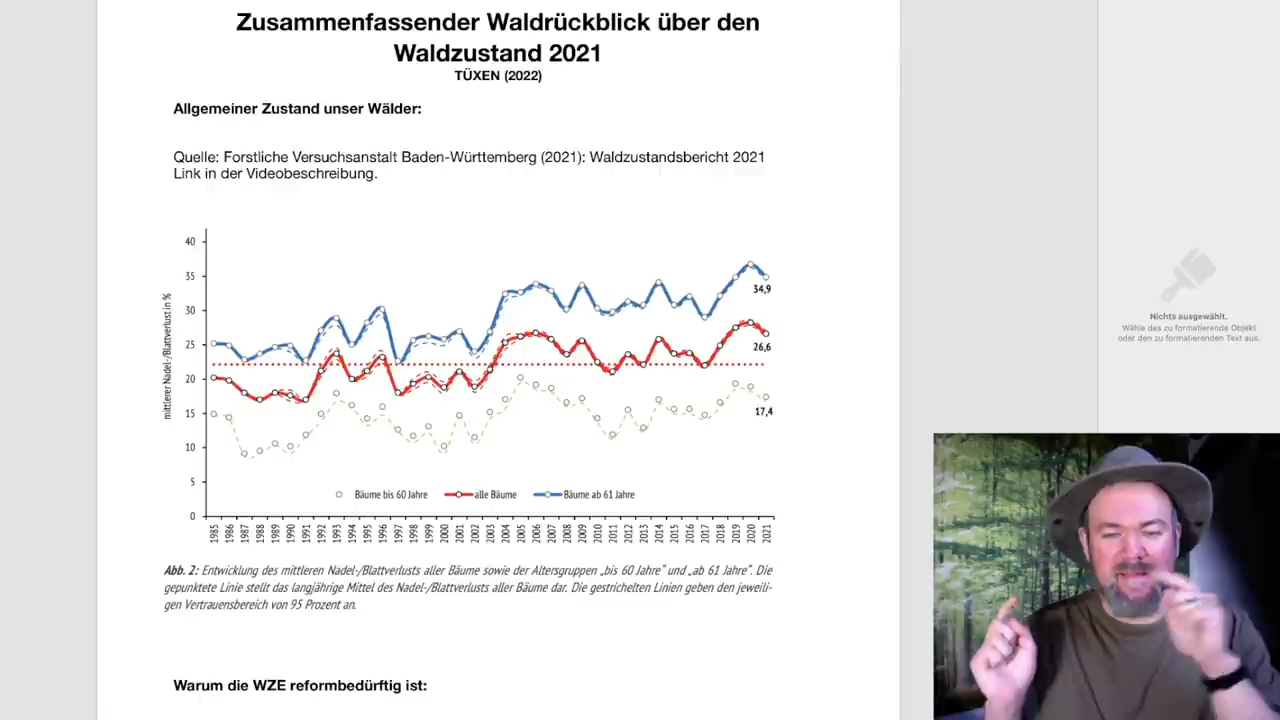 Zusammenfassender Waldrückblick über den
Waldzustand 2021
TÜXEN (2022)
Allgemeiner Zustand unser Wälder:
Quelle: Forstliche Versuchsanstalt Baden-Württemberg (2021): Waldzustandsbericht 2021
Link in der Videobeschreibung.
mittlerer Nadel-/Blattverlust in %
40
35
30
25
20
15
10
5
0
34,9
26,6
17,4
Bäume bis 60 Jahre alle Bäume Bäume ab 61 Jahre
1985 1986 1987 1988 1989 1990 1991 1992 1993 1994 1995 1996 1997 1998 1999 2000 2001 2002 2003 2004 2005 2006 2007 2008 2009 2010 2011 2012 2013 2014 2015 2016 2017 2018 2019 2020 2021
Abb. 2: Entwicklung des mittleren Nadel-/Blattverlusts aller Bäume sowie der Altersgruppen „bis 60 Jahre“ und „ab 61 Jahre“. Die
gepunktete Linie stellt das langjährige Mittel des Nadel-/Blattverlusts aller Bäume dar. Die gestrichelten Linien geben den jeweili-
gen Vertrauensbereich von 95 Prozent an.
Warum die WZE reformbedürftig ist:
Nichts ausgewählt.
Wähle das zu formatierende Objekt
oder den zu formatierenden Text aus.